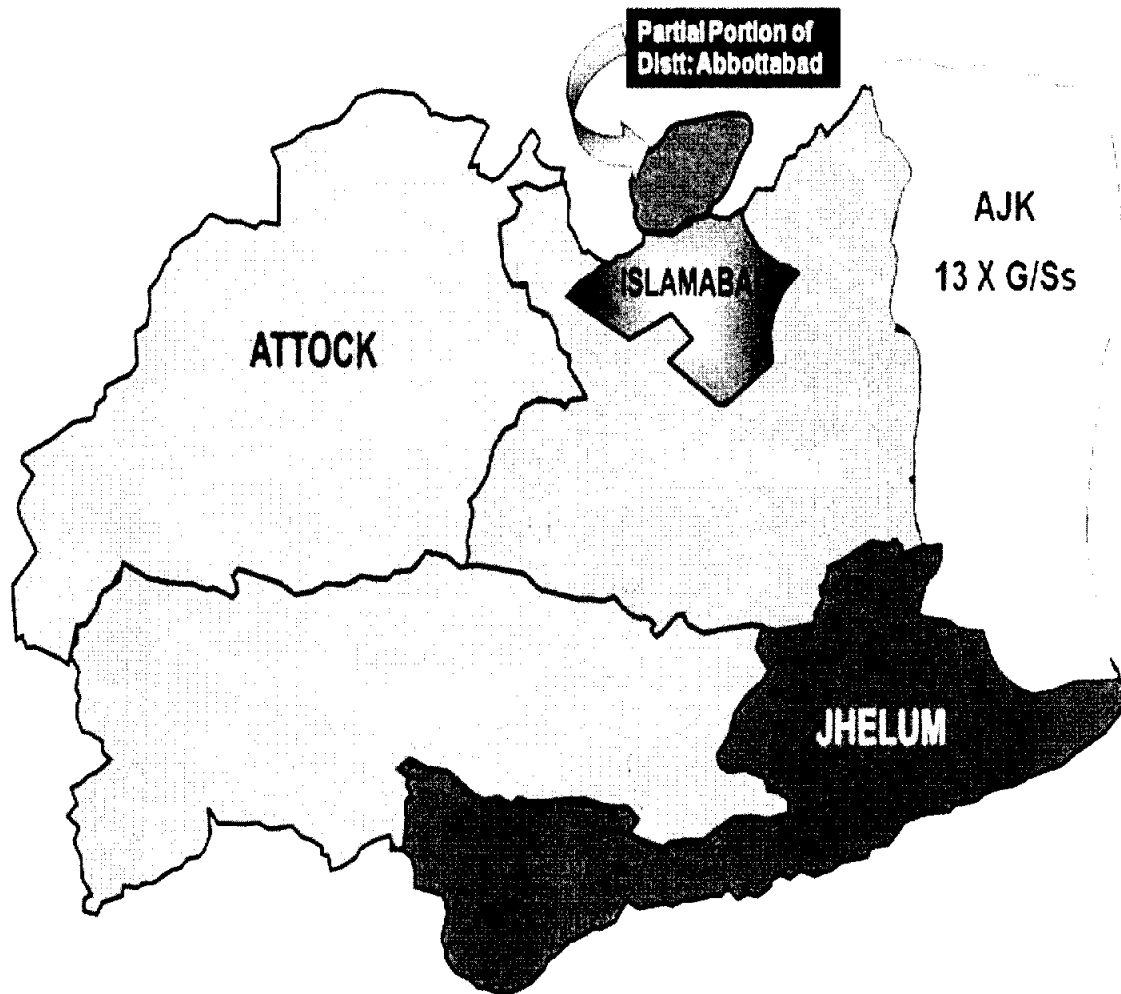 Partial Portion of
Distt: Abbottabad
AJK
13 X G/Ss
ISLAMABA
ATTOCK
JHELUM